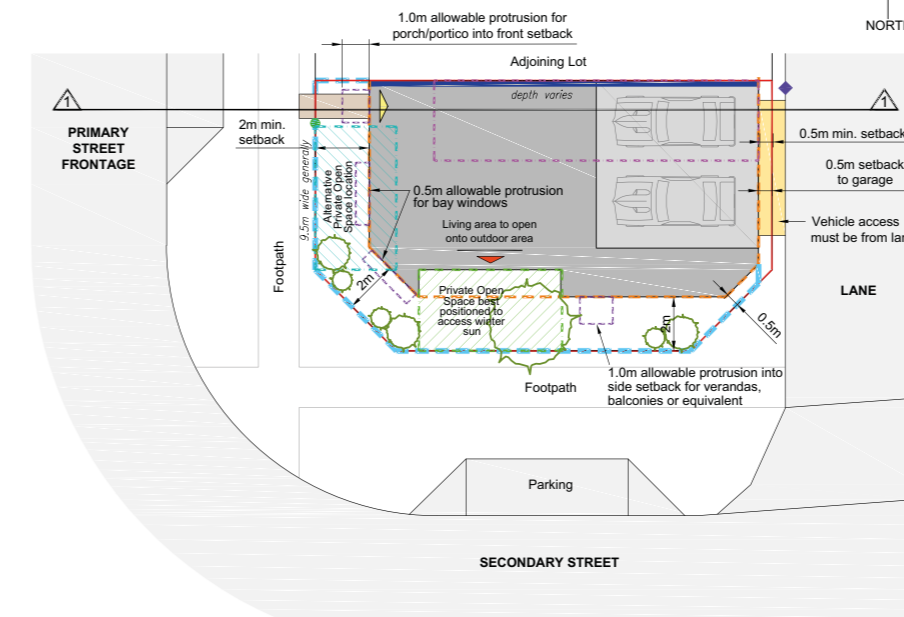 NORTH
1.0m allowable protrusion for
porch/portico into front setback
Adjoining Lot
depth varies
1
1
PRIMARY
STREET
FRONTAGE
2m min.
setback
0.5m min. setback
9.5m wide generally
Alternative
Private Open
Space location
0.5m allowable protrusion
for bay windows
0.5m setback
to garage
Living area to open
onto outdoor area
Vehicle access
must be from lan
Footpath
2m
Private Open
Space best
positioned to
access winter
sun
LANE
2m
0.5m
1.0m allowable protrusion into
side setback for verandas,
balconies or equivalent
Footpath
Parking
SECONDARY STREET